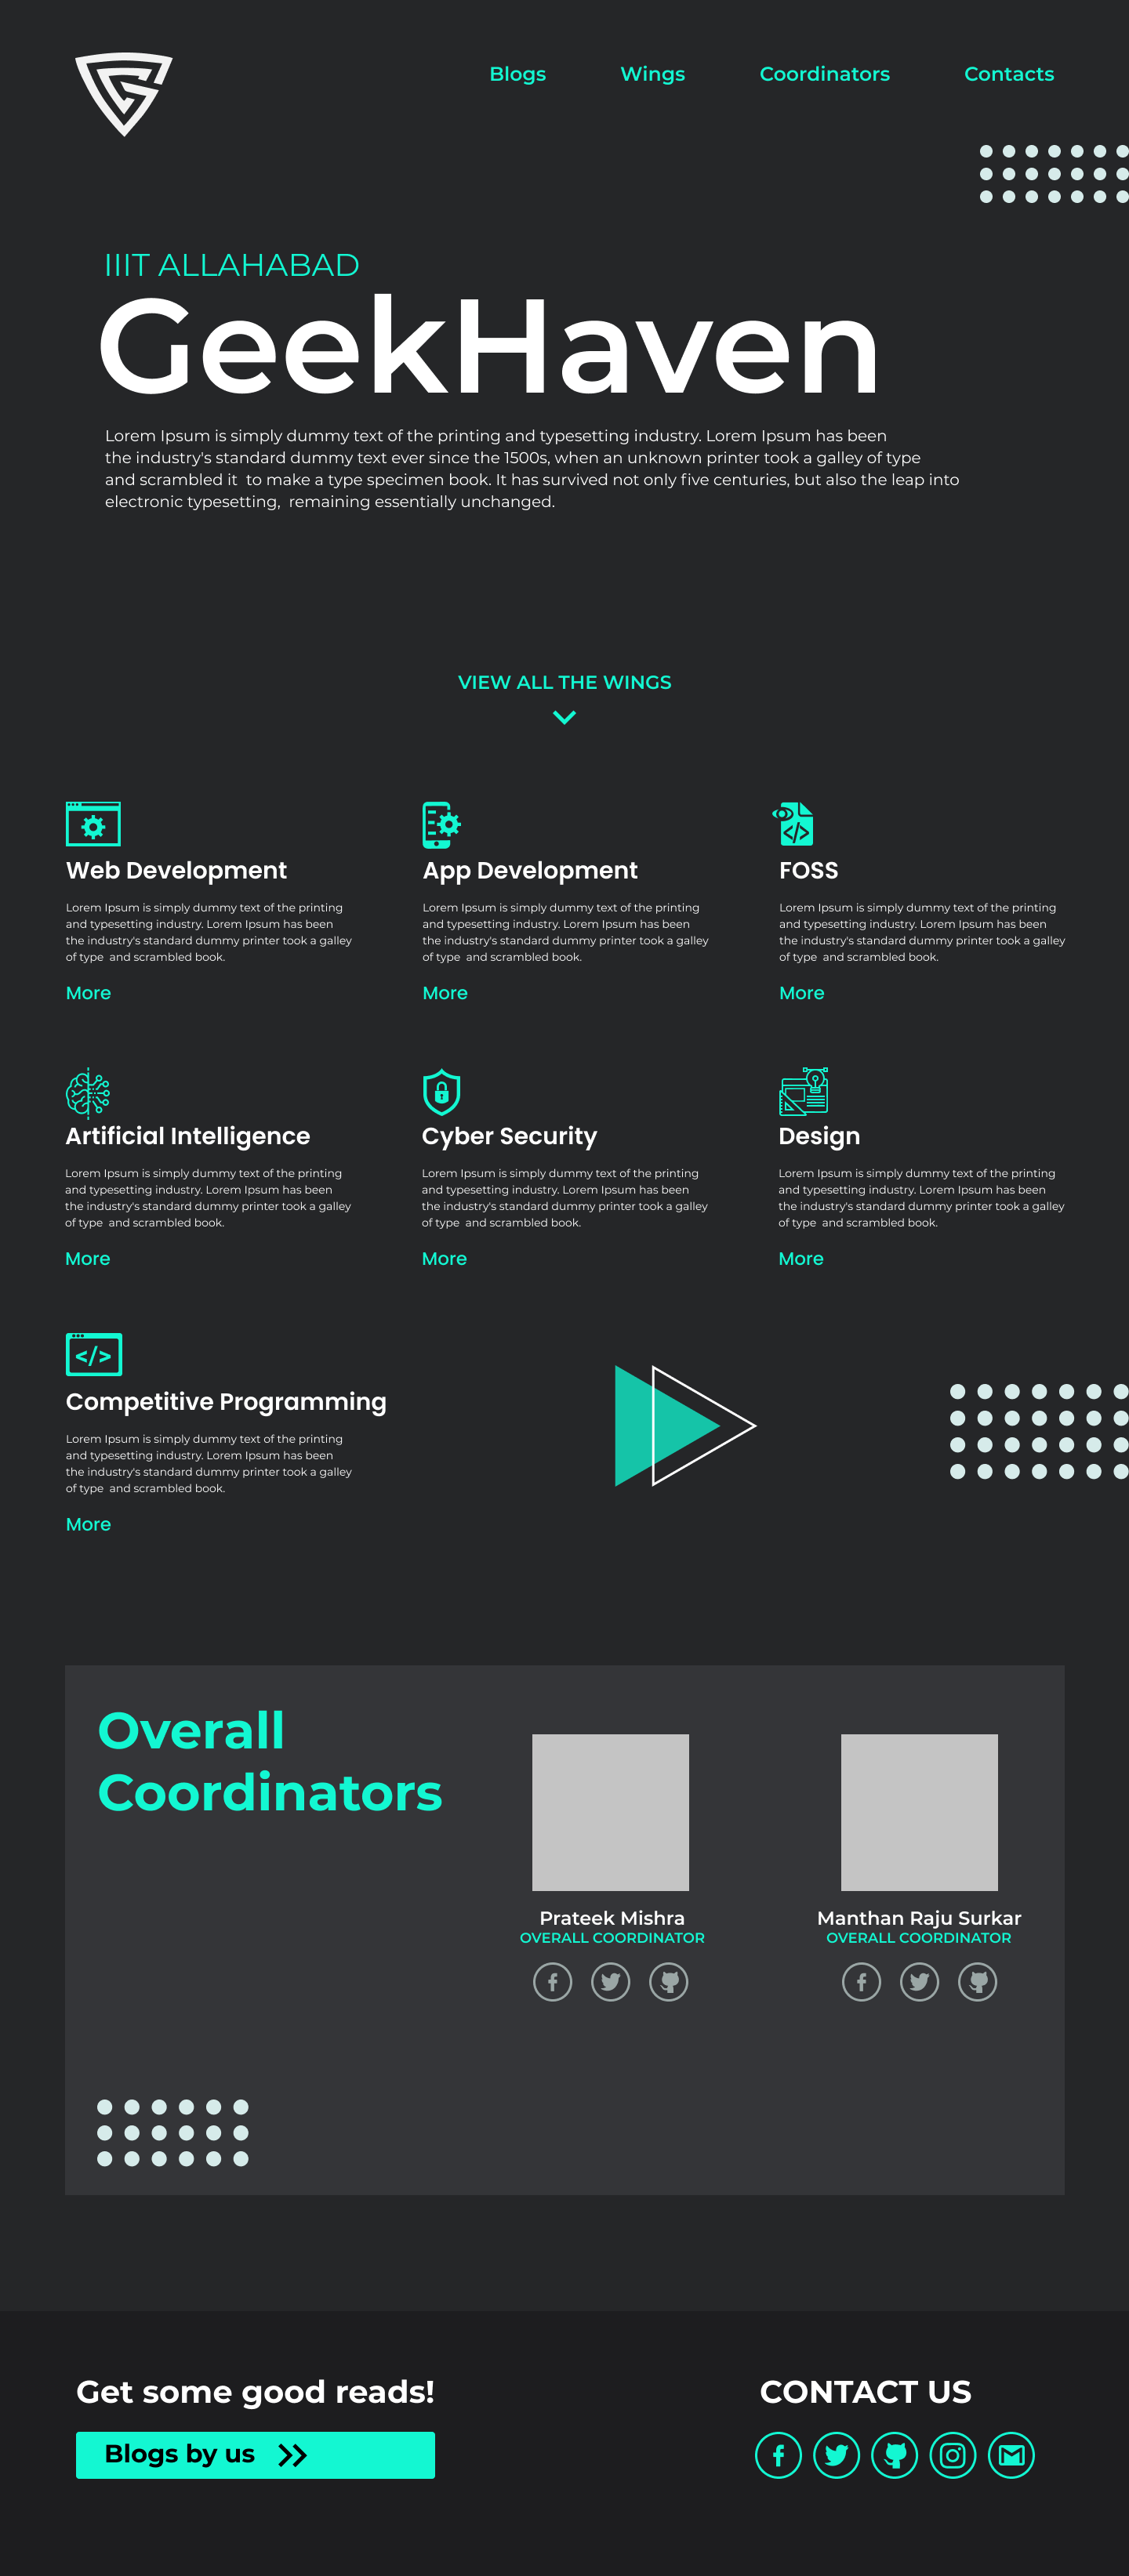 Blogs Wings Coordinators Contacts
IIIT ALLAHABAD
GeekHaven
Lorem Ipsum is simply dummy text of the printing and typesetting industry. Lorem Ipsum has been
the industry's standard dummy text ever since the 1500s, when an unknown printer took a galley of type
and scrambled it to make a type specimen book. It has survived not only five centuries, but also the leap into
electronic typesetting, remaining essentially unchanged.
VIEW ALL THE WINGS
Web Development
Lorem Ipsum is simply dummy text of the printing
and typesetting industry. Lorem Ipsum has been
the industry's standard dummy printer took a galley
of type and scrambled book.
More
App Development
Lorem Ipsum is simply dummy text of the printing
and typesetting industry. Lorem Ipsum has been
the industry's standard dummy printer took a galley
of type and scrambled book.
More
FOSS
Lorem Ipsum is simply dummy text of the printing
and typesetting industry. Lorem Ipsum has been
the industry's standard dummy printer took a galley
of type and scrambled book.
More
Artificial Intelligence
Lorem Ipsum is simply dummy text of the printing
and typesetting industry. Lorem Ipsum has been
the industry's standard dummy printer took a galley
of type and scrambled book.
More
Cyber Security
Lorem Ipsum is simply dummy text of the printing
and typesetting industry. Lorem Ipsum has been
the industry's standard dummy printer took a galley
of type and scrambled book.
More
Design
Lorem Ipsum is simply dummy text of the printing
and typesetting industry. Lorem Ipsum has been
the industry's standard dummy printer took a galley
of type and scrambled book.
More
Competitive Programming
Lorem Ipsum is simply dummy text of the printing
and typesetting industry. Lorem Ipsum has been
the industry's standard dummy printer took a galley
of type and scrambled book.
More
Overall
Coordinators
Prateek Mishra
OVERALL COORDINATOR
Manthan Raju Surkar
OVERALL COORDINATOR
Get some good reads!
Blogs by us
CONTACT US